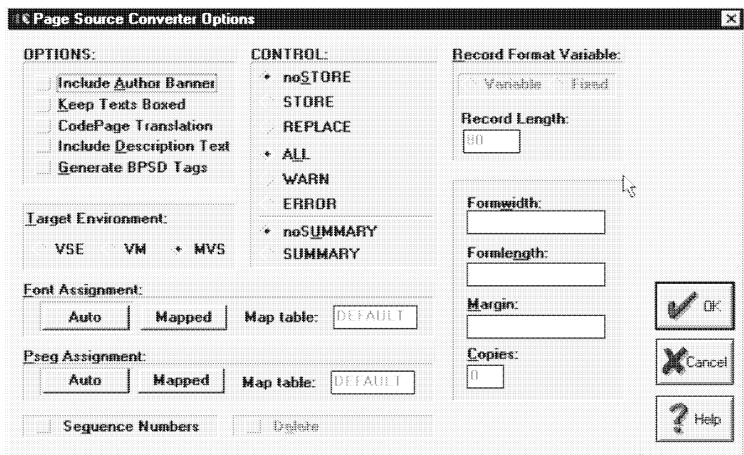 Page Source Converter Options
OPTIONS:
Include Author Banner
Keep Texts Boxed
CodePage Translation
Include Description Text
Generate BPSD Tags
Target Environment:
VSE VM MVS
CONTROL:
noSTORE
STORE
REPLACE
ALL
WARN
ERROR
noSUMMARY
SUMMARY
Record Format Variable:
Variable Fixed
Record Length:
80
Formwidth:
Formlength:
Margin:
Copies:
0
Font Assignment:
Auto Mapped Map table: DEFAULT
Pseg Assignment:
Auto Mapped Map table: DEFAULT
Sequence Numbers Delete
OK
Cancel
Help